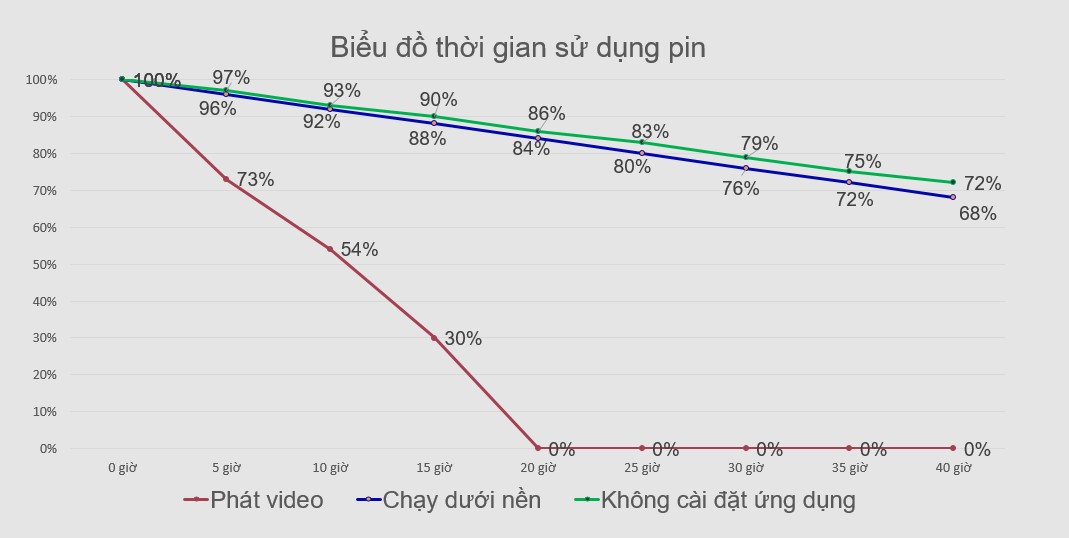 Biểu đồ thời gian sử dụng pin
100%
90%
80%
70%
60%
50%
40%
30%
20%
10%
0%
100%
97%
93%
90%
86%
83%
79%
75%
72%
96%
92%
88%
84%
80%
76%
72%
68%
73%
54%
30%
0%
0%
0%
0%
0%
0 giờ
5 giờ
10 giờ
15 giờ
20 giờ
25 giờ
30 giờ
35 giờ
40 giờ
Phát video
Chạy dưới nền
Không cài đặt ứng dụng